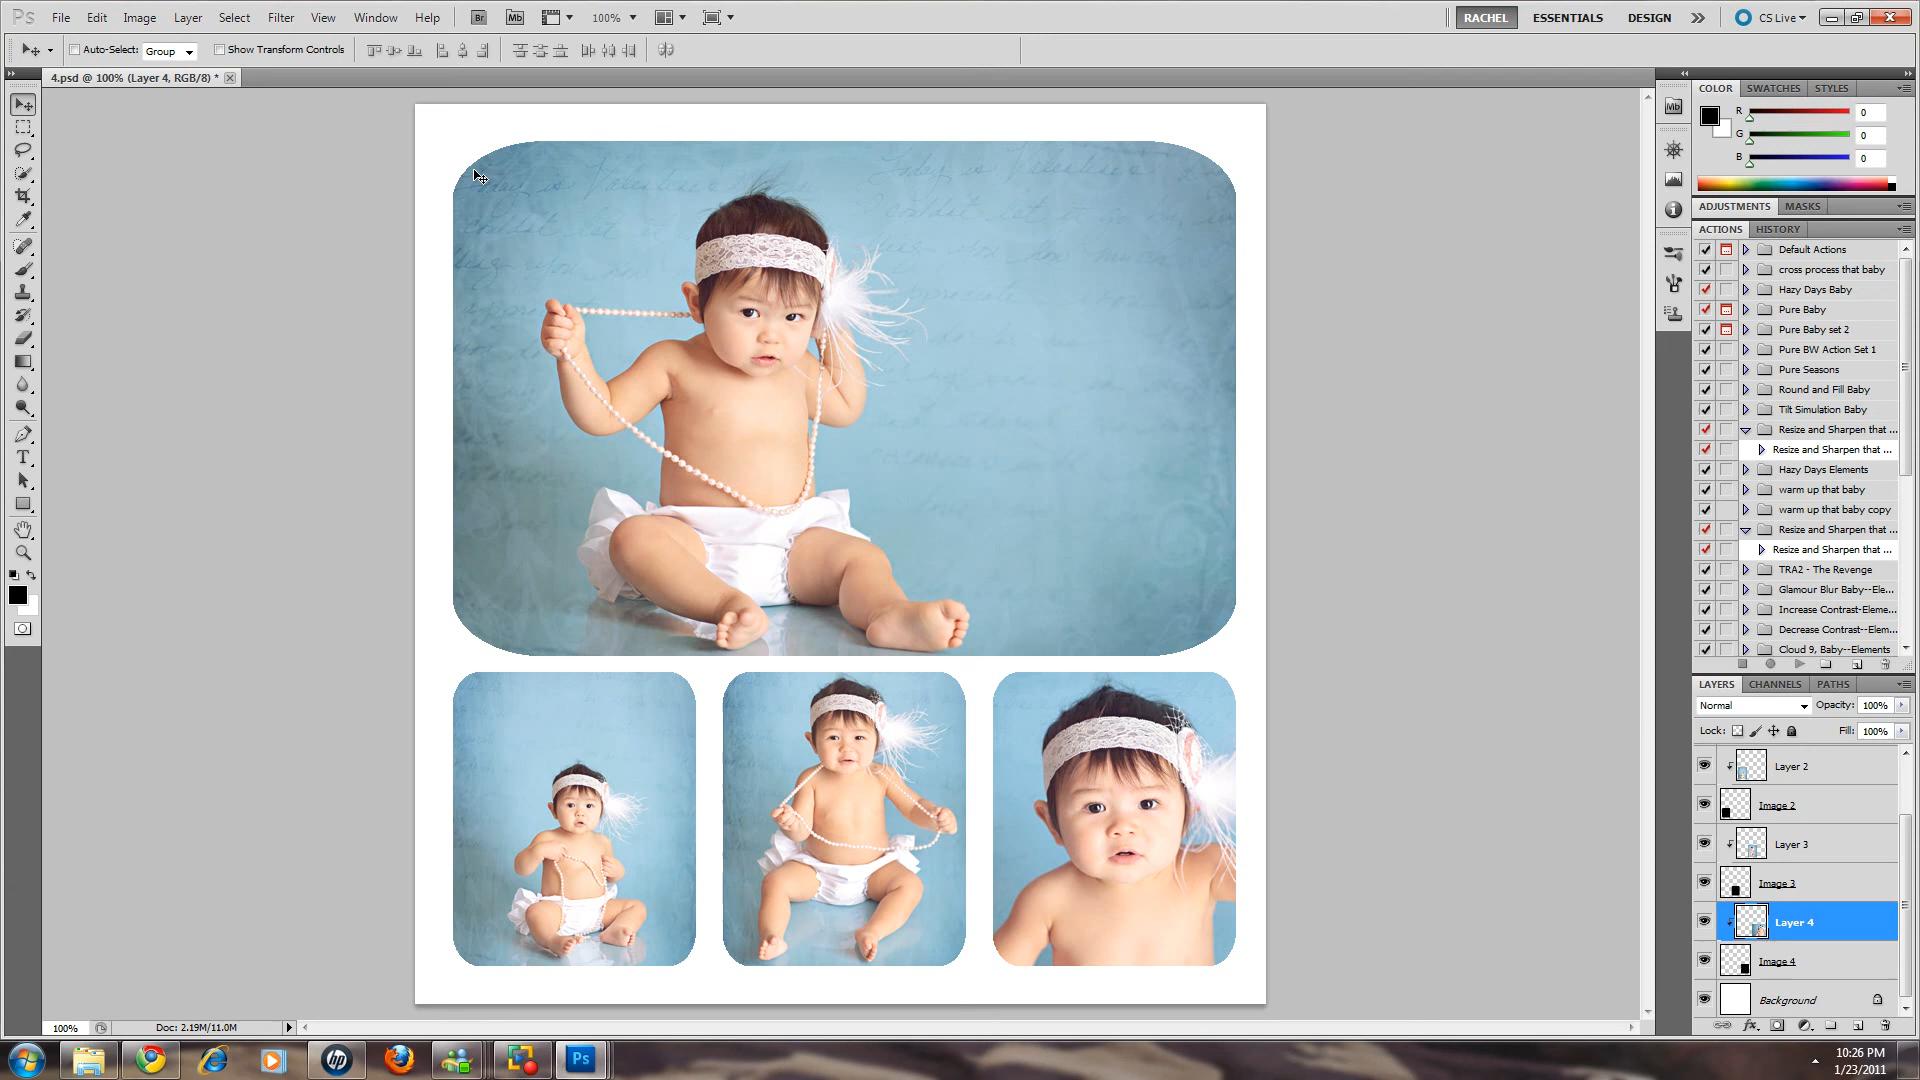 Ps File Edit Image Layer Select Filter View Window Help Br Mb 100% RACHEL ESSENTIALS DESIGN CS Live
Auto-Select: Group Show Transform Controls
4.psd @ 100% (Layer 4, RGB/8) *
COLOR SWATCHES STYLES
Mb
R 0
G 0
B 0
ADJUSTMENTS MASKS
ACTIONS HISTORY
Default Actions
cross process that baby
Hazy Days Baby
Pure Baby
Pure Baby set 2
Pure BW Action Set 1
Pure Seasons
Round and Fill Baby
Tilt Simulation Baby
Resize and Sharpen that ...
Resize and Sharpen that ...
Hazy Days Elements
warm up that baby
warm up that baby copy
Resize and Sharpen that ...
Resize and Sharpen that ...
TRA2 - The Revenge
Glamour Blur Baby--Ele...
Increase Contrast-Eleme...
Decrease Contrast--Elem...
Cloud 9, Baby--Elements
LAYERS CHANNELS PATHS
Normal Opacity: 100%
Lock: Fill: 100%
Layer 2
Image 2
Layer 3
Image 3
Layer 4
Image 4
Background
100% Doc: 2.19M/11.0M
hp Ps
10:26 PM
1/23/2011